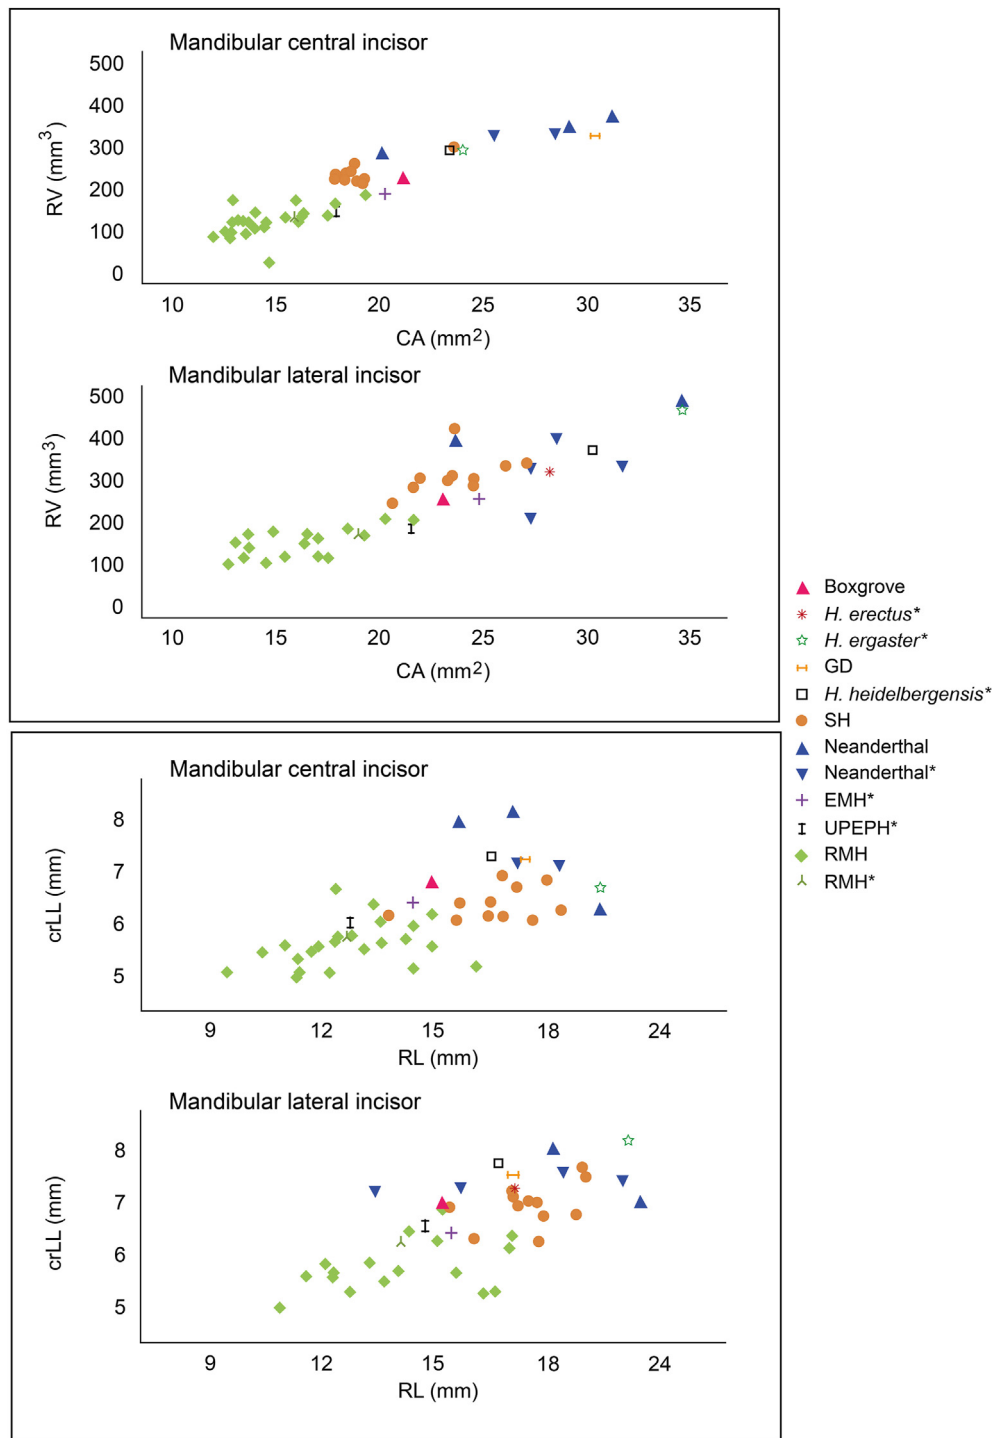 Mandibular central incisor
500
400
300
200
100
0
RV (mm3)
10 15 20 25 30 35
CA (mm2)
Mandibular lateral incisor
500
400
300
200
100
0
RV (mm3)
10 15 20 25 30 35
CA (mm2)
Boxgrove
H. erectus*
H. ergaster*
GD
H. heidelbergensis*
SH
Neanderthal
Neanderthal*
EMH*
UPEPH*
RMH
RMH*
Mandibular central incisor
8
7
6
5
crLL (mm)
9 12 15 18 24
RL (mm)
Mandibular lateral incisor
8
7
6
5
crLL (mm)
9 12 15 18 24
RL (mm)